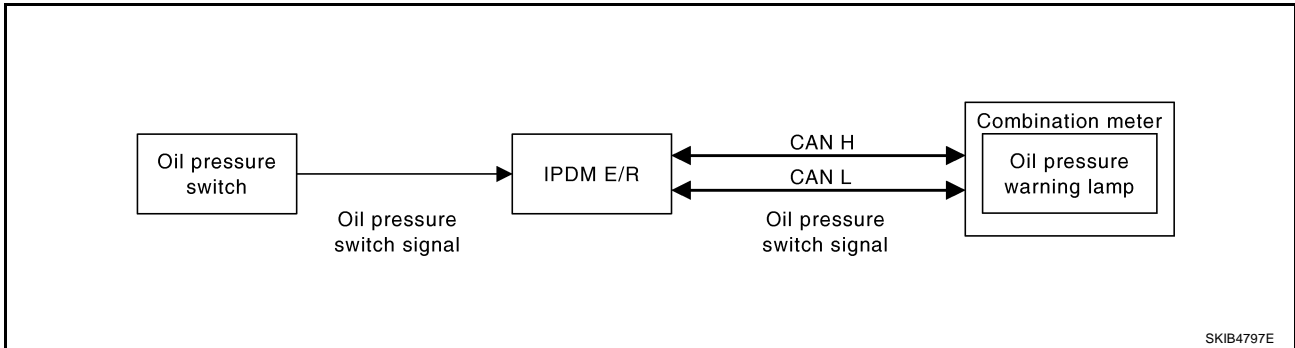 Oil pressure
switch
Oil pressure
switch signal
IPDM E/R
CAN H
CAN L
Oil pressure
switch signal
Combination meter
Oil pressure
warning lamp
SKIB4797E